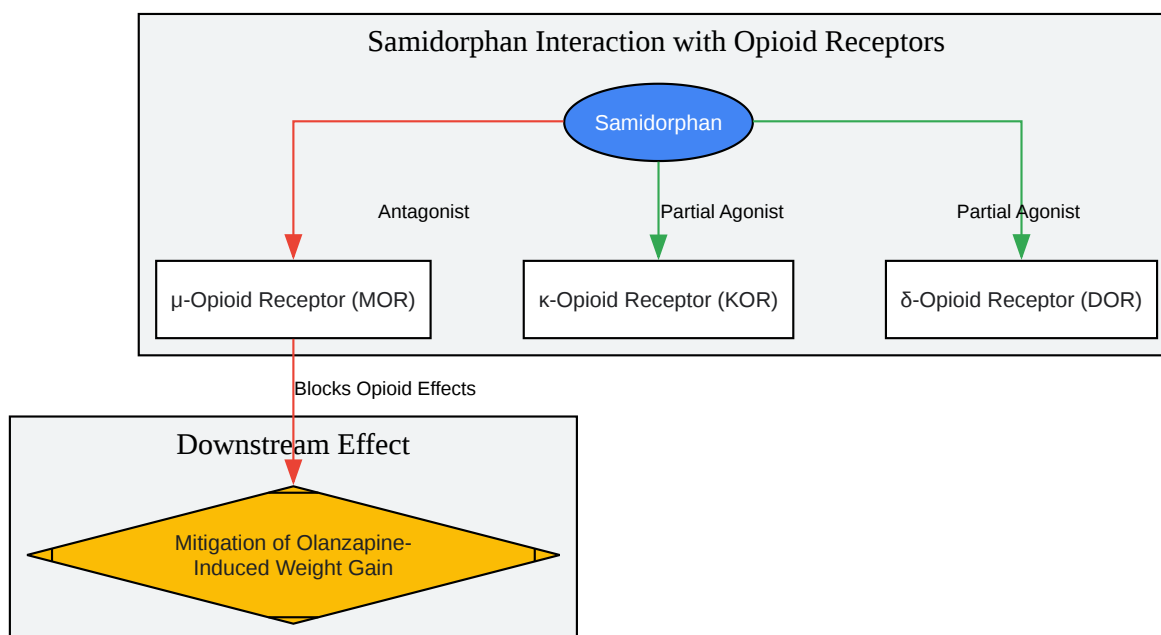 Samidorphan Interaction with Opioid Receptors
Samidorphan
Antagonist
Partial Agonist
Partial Agonist
μ-Opioid Receptor (MOR)
κ-Opioid Receptor (KOR)
δ-Opioid Receptor (DOR)
Blocks Opioid Effects
Downstream Effect
Mitigation of Olanzapine-
Induced Weight Gain